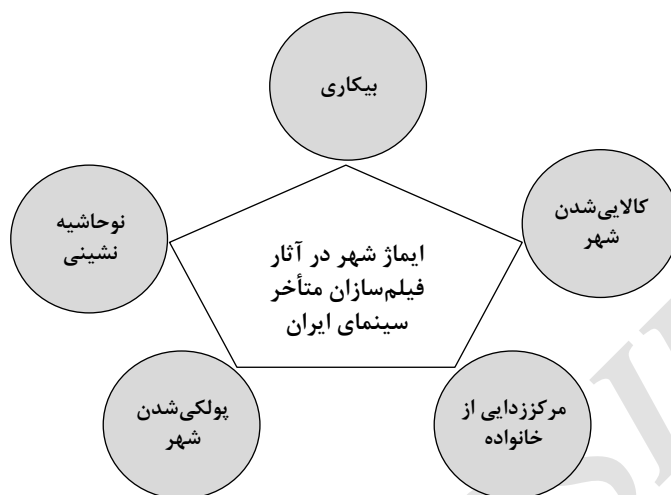 بیکاری
کالایی‌شدن
شهر
نوحاشیه
نشینی
ایماژ شهر در آثار
فیلم‌سازان متأخر
سینمای ایران
مرکززدایی از
خانواده
پولکی‌شدن
شهر